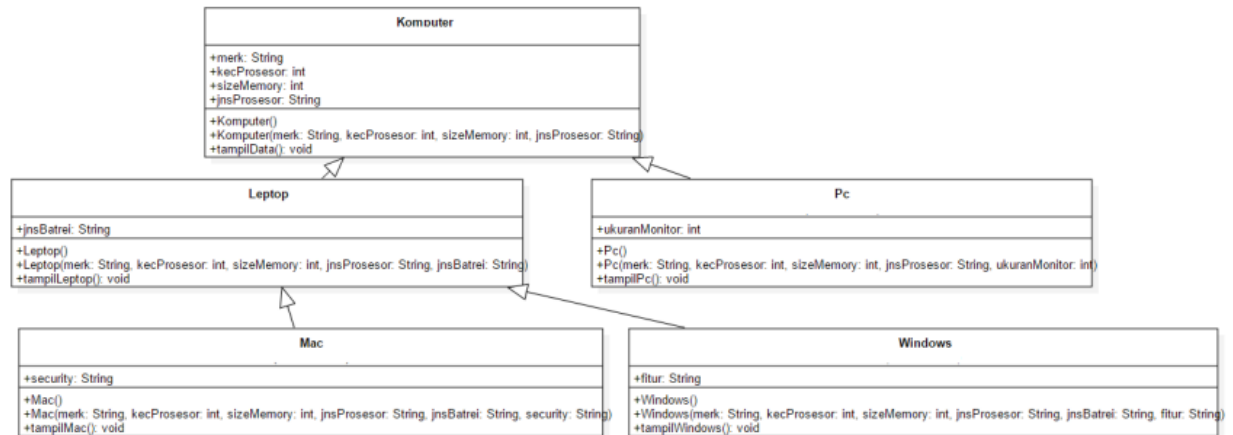 Komputer
+merk: String
+kecProsesor: int
+sizeMemory: int
+jnsProsesor: String
+Komputer()
+Komputer(merk: String, kecProsesor: int, sizeMemory: int, jnsProsesor: String)
+tampilData(): void
Leptop
+jnsBatrei: String
+Leptop()
+Leptop(merk: String, kecProsesor: int, sizeMemory: int, jnsProsesor: String, jnsBatrei: String)
+tampilLeptop(): void
Pc
+ukuranMonitor: int
+Pc()
+Pc(merk: String, kecProsesor: int, sizeMemory: int, jnsProsesor: String, ukuranMonitor: int)
+tampilPc(): void
Mac
+security: String
+Mac()
+Mac(merk: String, kecProsesor: int, sizeMemory: int, jnsProsesor: String, jnsBatrei: String, security: String)
+tampilMac(): void
Windows
+fitur: String
+Windows()
+Windows(merk: String, kecProsesor: int, sizeMemory: int, jnsProsesor: String, jnsBatrei: String, fitur: String)
+tampilWindows(): void